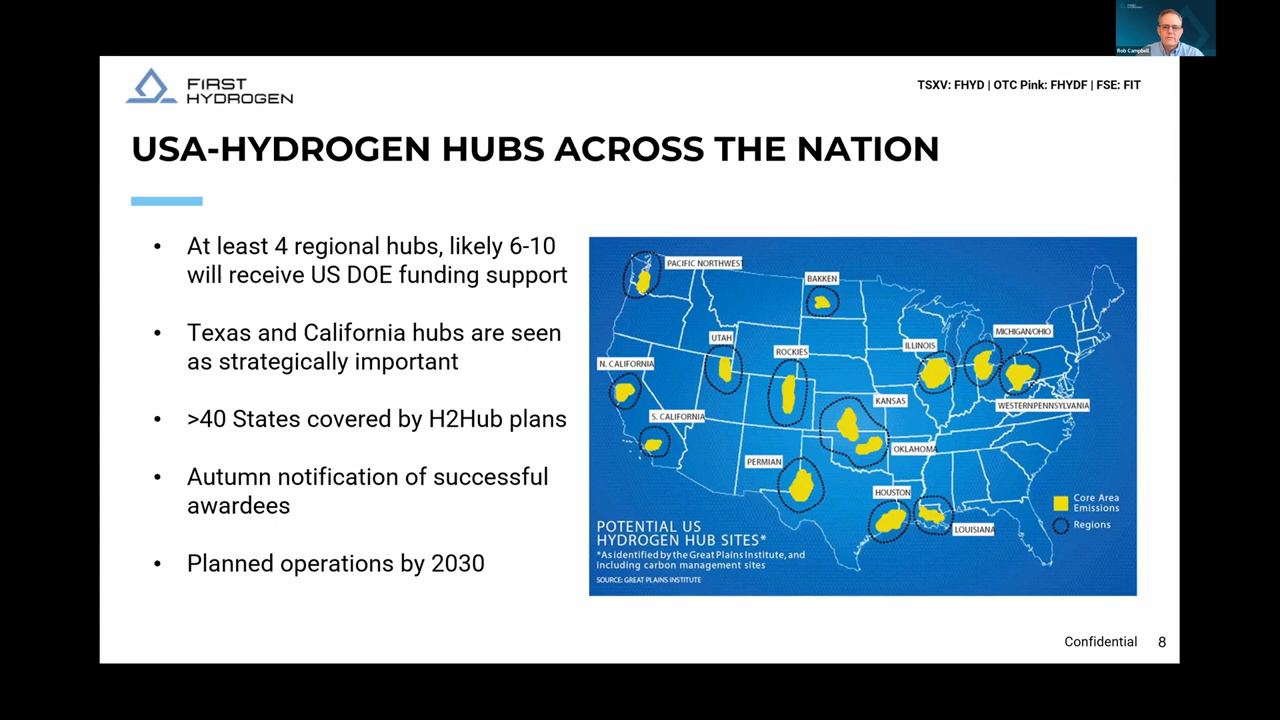 Rob Campbell
FIRST
HYDROGEN
TSXV: FHYD | OTC Pink: FHYDF | FSE: FIT
USA-HYDROGEN HUBS ACROSS THE NATION
• At least 4 regional hubs, likely 6-10
will receive US DOE funding support
• Texas and California hubs are seen
as strategically important
• >40 States covered by H2Hub plans
• Autumn notification of successful
awardees
• Planned operations by 2030
PACIFIC NORTHWEST
BAKKEN
MICHIGAN/OHIO
UTAH
ILLINOIS
ROCKIES
N. CALIFORNIA
KANSAS
WESTERN PENNSYLVANIA
S. CALIFORNIA
OKLAHOMA
PERMIAN
HOUSTON
LOUISIANA
Core Area
Emissions
Regions
POTENTIAL US
HYDROGEN HUB SITES*
*As identified by the Great Plains Institute, and
including carbon management sites
SOURCE: GREAT PLAINS INSTITUTE
Confidential 8